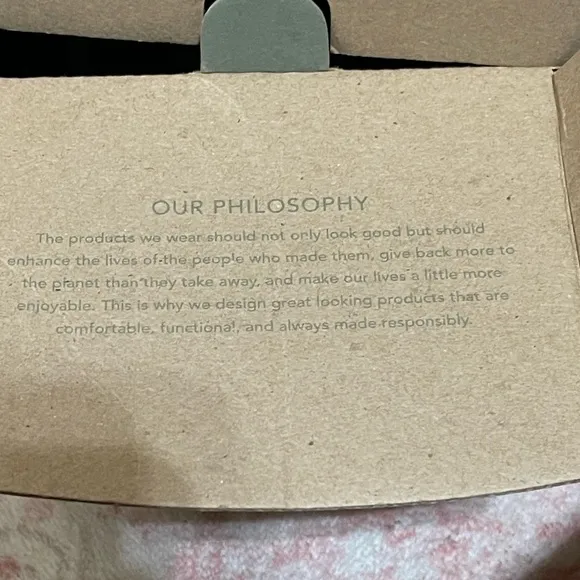 OUR PHILOSOPHY
The products we wear should not only look good but should
enhance the lives of the people who made them, give back more to
the planet than they take away, and make our lives a little more
enjoyable. This is why we design great looking products that are
comfortable, functional, and always made responsibly.